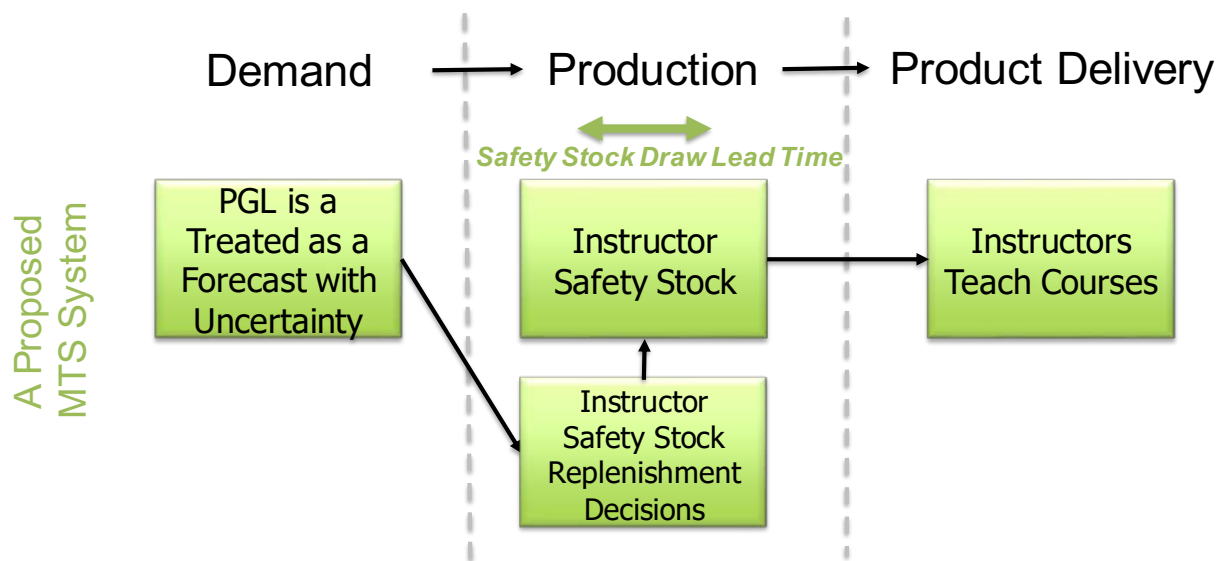 Demand
Production
Product Delivery
Safety Stock Draw Lead Time
A Proposed
MTS System
PGL is a
Treated as a
Forecast with
Uncertainty
Instructor
Safety Stock
Instructors
Teach Courses
Instructor
Safety Stock
Replenishment
Decisions